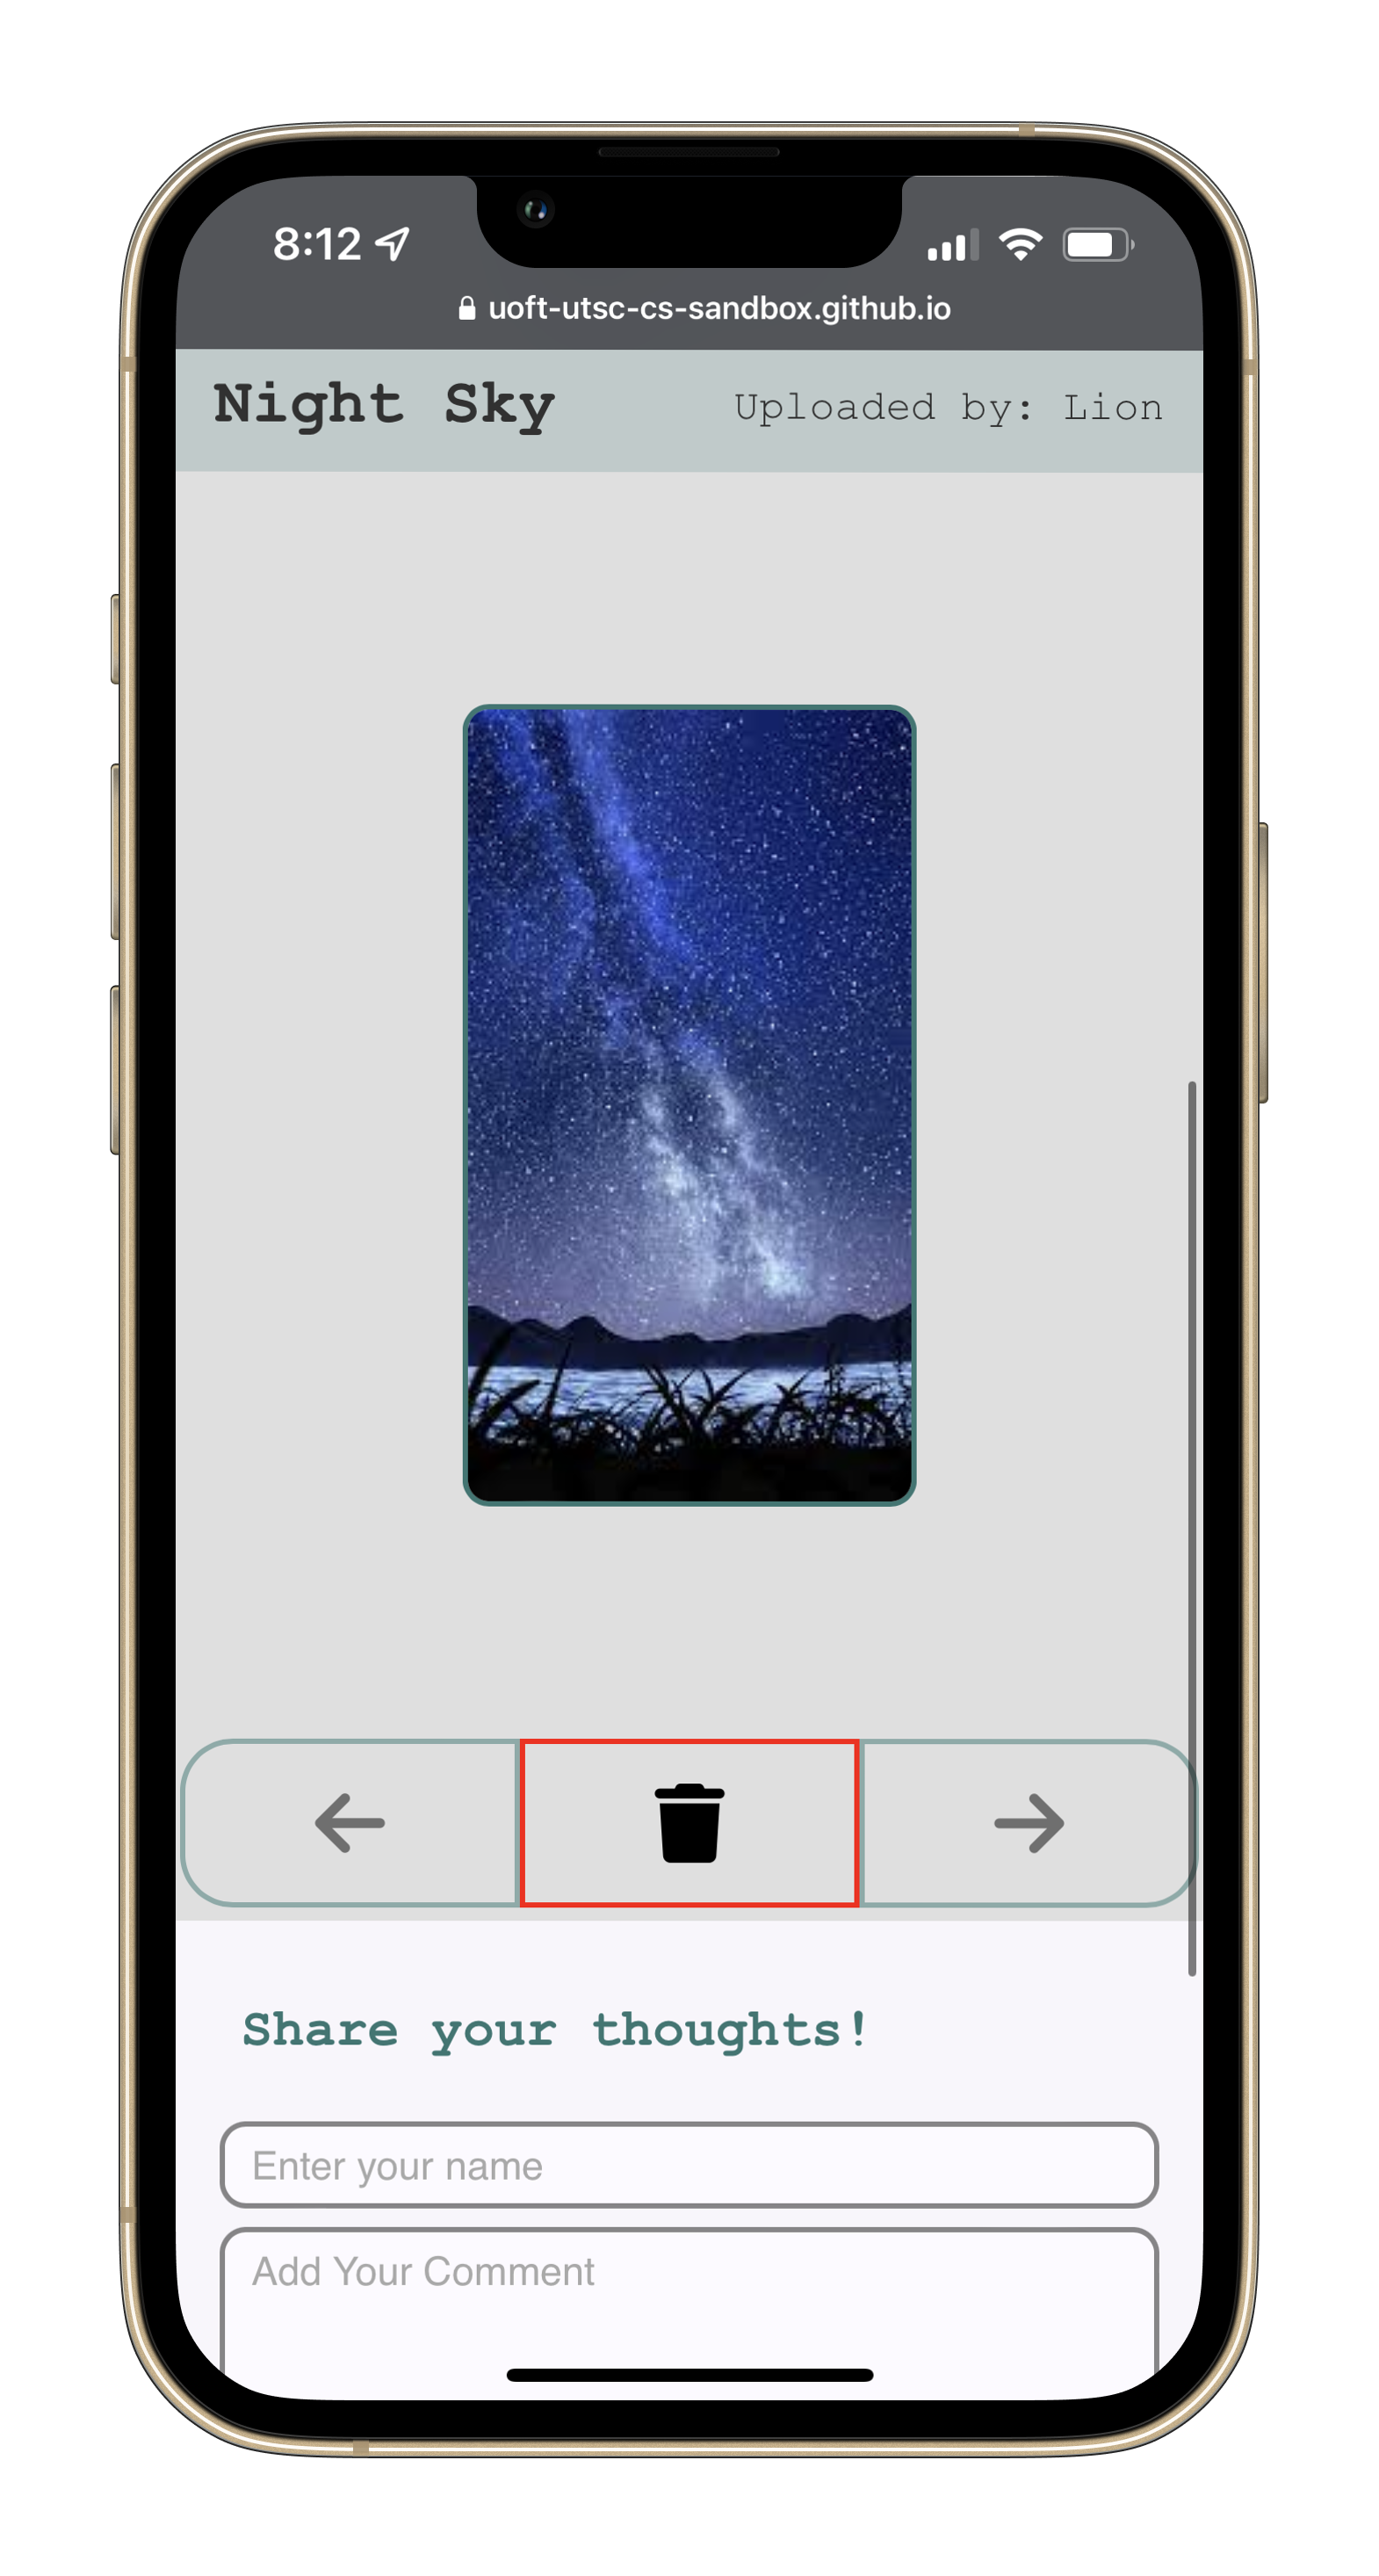 8:12
uoft-utsc-cs-sandbox.github.io
Night Sky
Uploaded by: Lion
Share your thoughts!
Enter your name
Add Your Comment